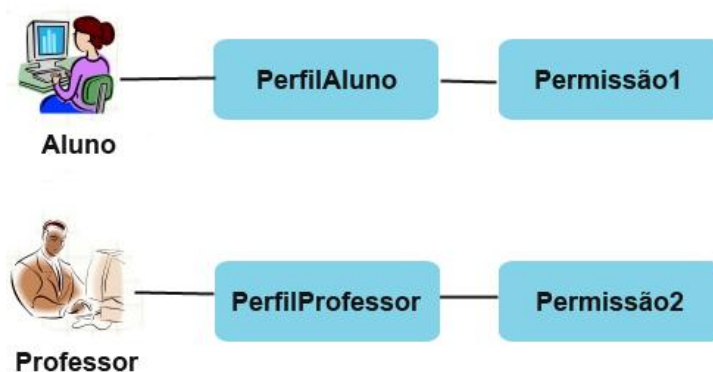 PerfilAluno
Permissão1
Aluno
PerfilProfessor
Permissão2
Professor